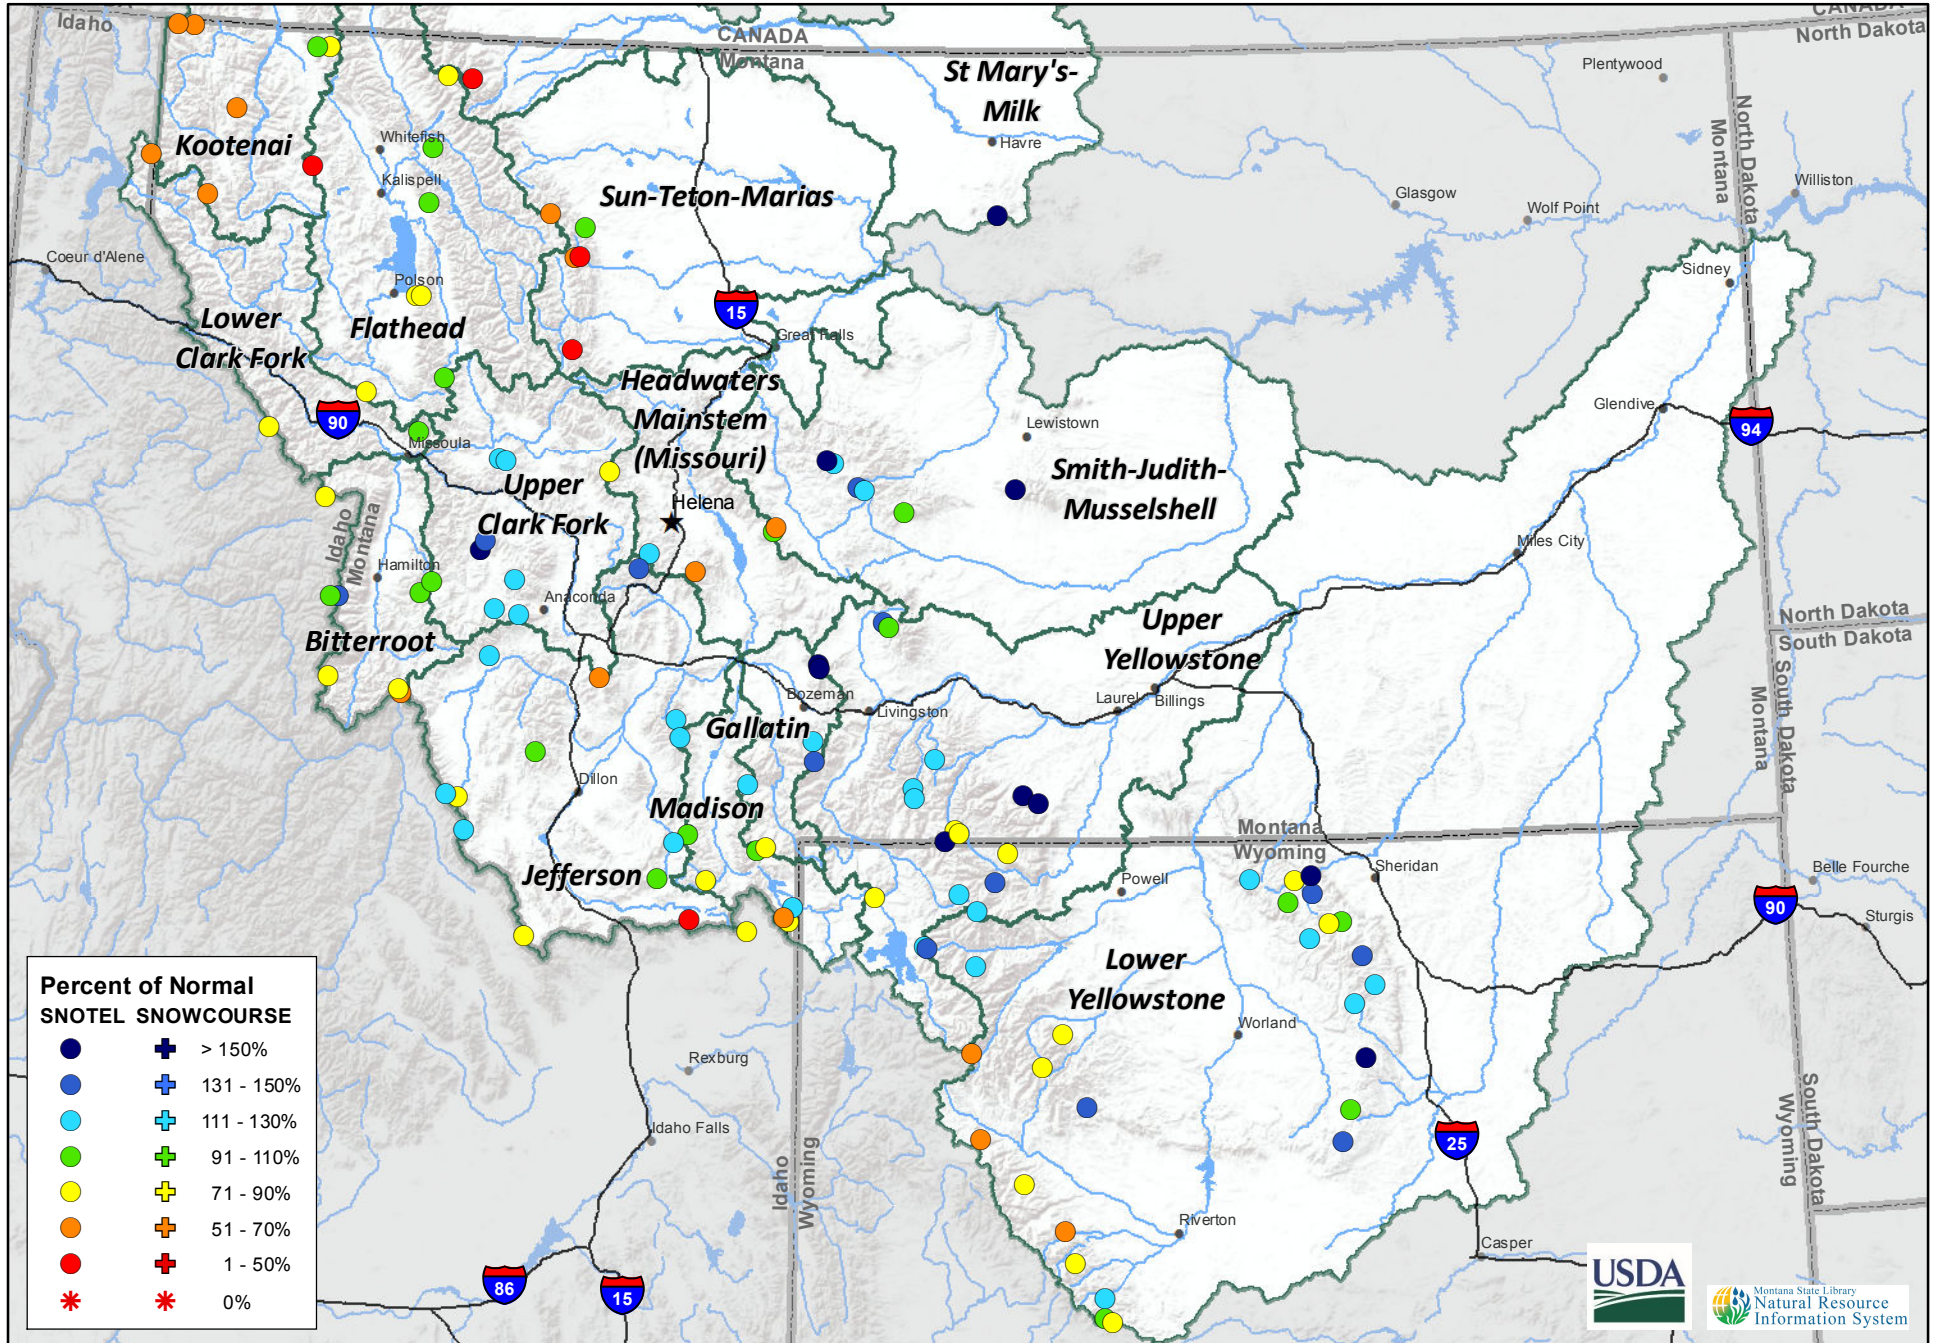 Idaho
CANADA
Montana
CANADA
North Dakota
St Mary's-
Milk
Plentywood
Havre
Kootenai
Whitefish
Kalispell
Sun-Teton-Marias
North Dakota
Montana
Glasgow
Wolf Point
Williston
Coeur d'Alene
Polson
Sidney
15
Great Falls
Lower
Clark Fork
Flathead
Headwaters
Mainstem
(Missouri)
90
Missoula
Lewistown
Glendive
94
Upper
Clark Fork
Helena
Smith-Judith-
Musselshell
Idaho
Montana
Hamilton
Anaconda
Miles City
Bitterroot
Upper
Yellowstone
North Dakota
South Dakota
Bozeman
Livingston
Laurel
Billings
South Dakota
Montana
Gallatin
Dillon
Madison
Jefferson
Montana
Wyoming
Sheridan
Powell
Belle Fourche
90
Sturgis
Lower
Yellowstone
Worland
Rexburg
Idaho Falls
Idaho
Wyoming
Riverton
25
Casper
South Dakota
Wyoming
86
15
Percent of Normal
SNOTEL SNOWCOURSE
> 150%
131 - 150%
111 - 130%
91 - 110%
71 - 90%
51 - 70%
1 - 50%
0%
USDA
Montana State Library
Natural Resource
Information System